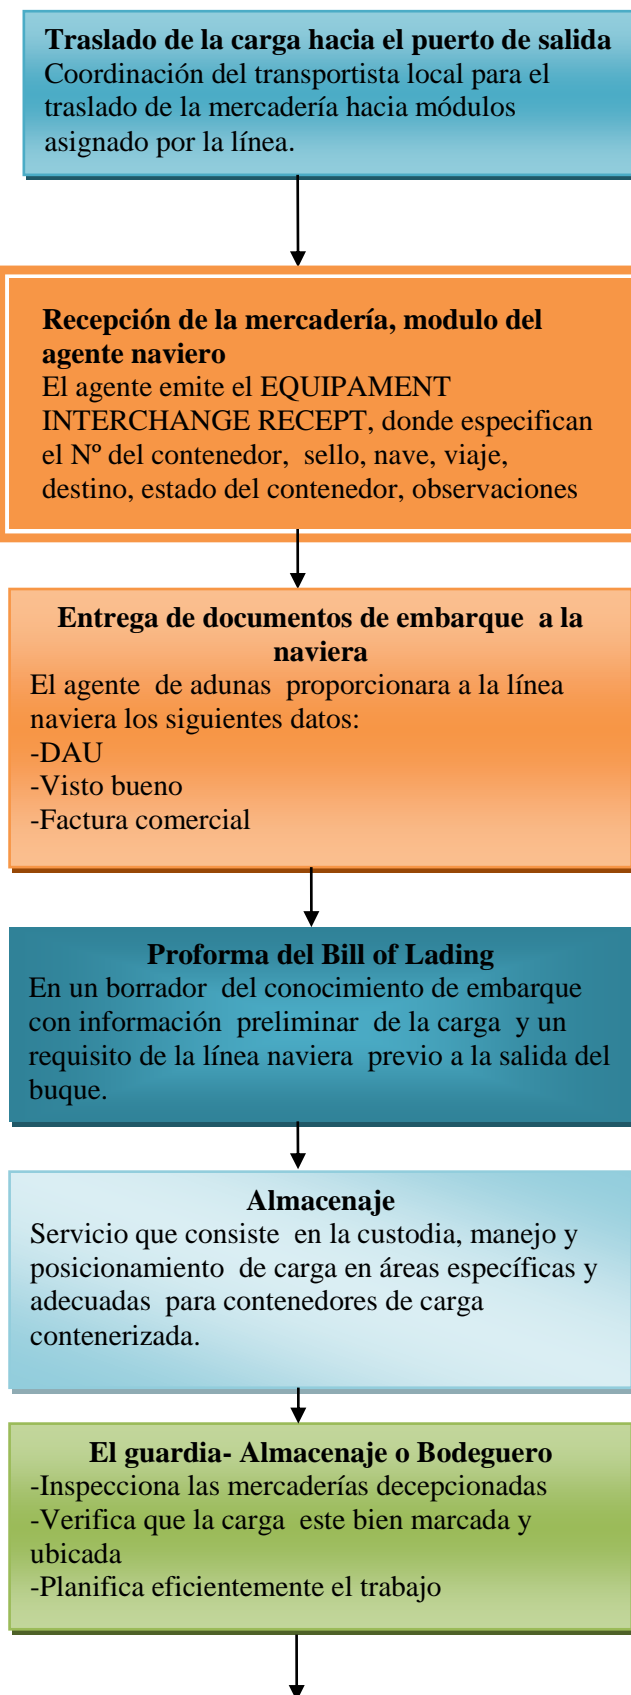 Traslado de la carga hacia el puerto de salida
Coordinación del transportista local para el
traslado de la mercadería hacia módulos
asignado por la línea.
Recepción de la mercadería, modulo del
agente naviero
El agente emite el EQUIPAMENT
INTERCHANGE RECEPT, donde especifican
el Nº del contenedor, sello, nave, viaje,
destino, estado del contenedor, observaciones
Entrega de documentos de embarque a la
naviera
El agente de adunas proporcionara a la línea
naviera los siguientes datos:
-DAU
-Visto bueno
-Factura comercial
Proforma del Bill of Lading
En un borrador del conocimiento de embarque
con información preliminar de la carga y un
requisito de la línea naviera previo a la salida del
buque.
Almacenaje
Servicio que consiste en la custodia, manejo y
posicionamiento de carga en áreas específicas y
adecuadas para contenedores de carga
contenerizada.
El guardia- Almacenaje o Bodeguero
-Inspecciona las mercaderías decepcionadas
-Verifica que la carga este bien marcada y
ubicada
-Planifica eficientemente el trabajo